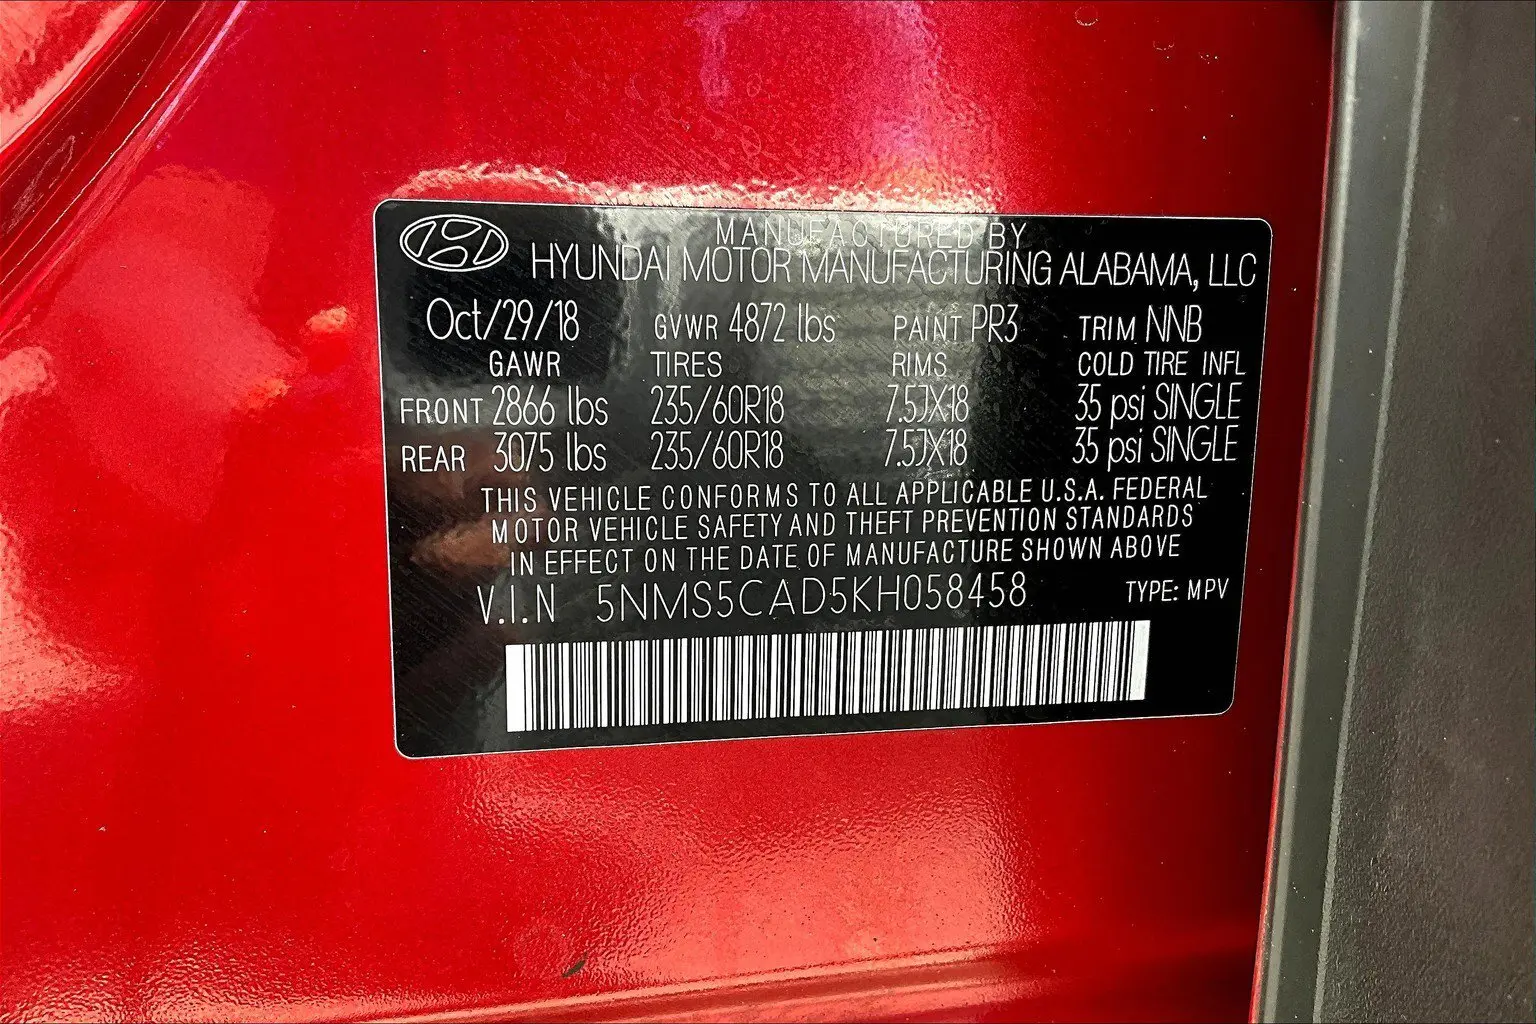 MANUFACTURED BY
HYUNDAI MOTOR MANUFACTURING ALABAMA, LLC
Oct/29/18 GVWR 4872 lbs PAINT PR3 TRIM NNB
GAWR TIRES RIMS COLD TIRE INFL
FRONT 2866 lbs 235/60R18 7.5JX18 35 psi SINGLE
REAR 3075 lbs 235/60R18 7.5JX18 35 psi SINGLE
THIS VEHICLE CONFORMS TO ALL APPLICABLE U.S.A. FEDERAL
MOTOR VEHICLE SAFETY AND THEFT PREVENTION STANDARDS
IN EFFECT ON THE DATE OF MANUFACTURE SHOWN ABOVE
V.I.N 5NMS5CAD5KH058458 TYPE: MPV